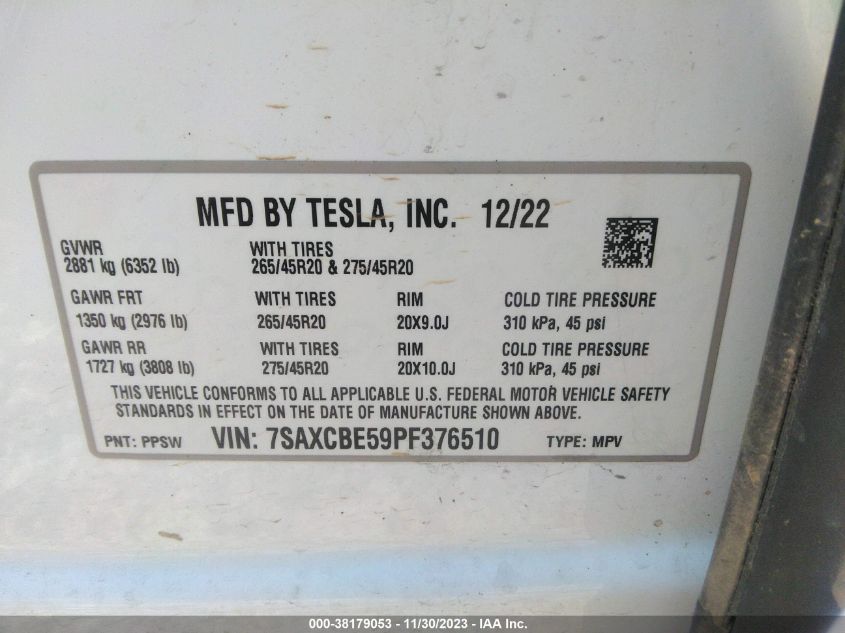 MFD BY TESLA, INC. 12/22
GVWR WITH TIRES
2881 kg (6352 lb) 265/45R20 & 275/45R20
GAWR FRT WITH TIRES RIM COLD TIRE PRESSURE
1350 kg (2976 lb) 265/45R20 20X9.0J 310 kPa, 45 psi
GAWR RR WITH TIRES RIM COLD TIRE PRESSURE
1727 kg (3808 lb) 275/45R20 20X10.0J 310 kPa, 45 psi
THIS VEHICLE CONFORMS TO ALL APPLICABLE U.S. FEDERAL MOTOR VEHICLE SAFETY
STANDARDS IN EFFECT ON THE DATE OF MANUFACTURE SHOWN ABOVE.
PNT: PPSW VIN: 7SAXCBE59PF376510 TYPE: MPV
000-38179053 - 11/30/2023 - IAA Inc.